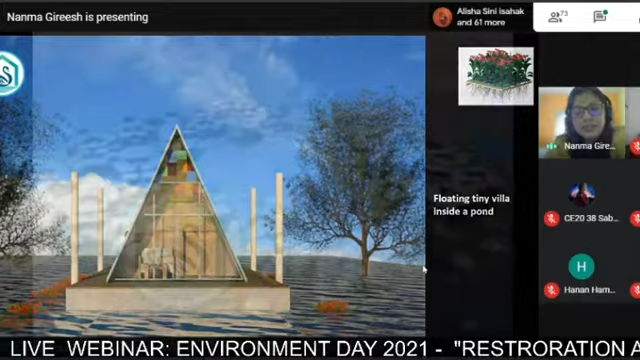 Nanma Gireesh is presenting
Alisha Sini isahak
and 61 more
73
S
Floating tiny villa
inside a pond
Nanma Gire...
CE20 38 Sab...
H
Hanan Ham...
LIVE WEBINAR: ENVIRONMENT DAY 2021 - "RESTRORATION A